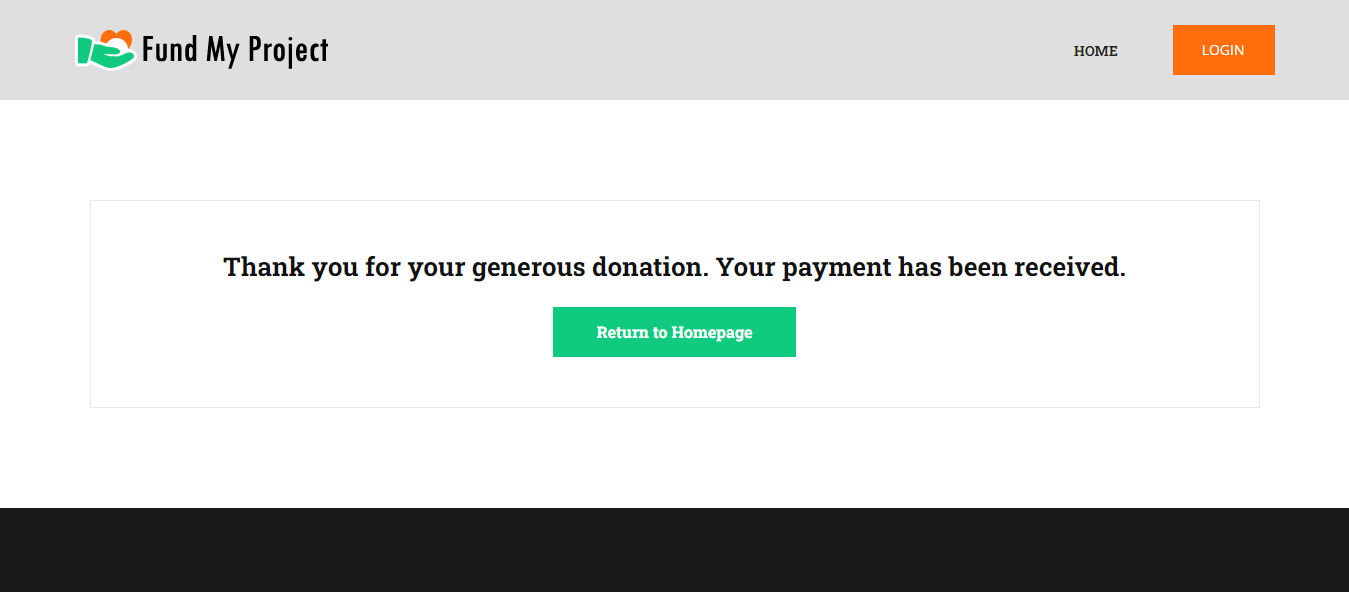 Fund My Project
HOME
LOGIN
Thank you for your generous donation. Your payment has been received.
Return to Homepage